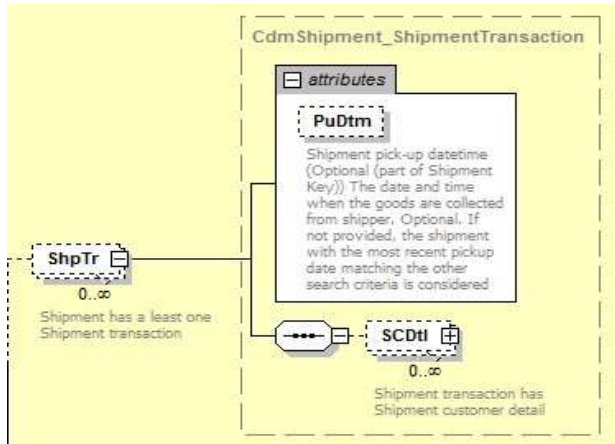 CdmShipment_ShipmentTransaction
attributes
PuDtm
Shipment pick-up datetime
(Optional (part of Shipment
Key)) The date and time
when the goods are collected
from shipper. Optional. If
not provided, the shipment
with the most recent pickup
date matching the other
search criteria is considered
ShpTr
0..∞
Shipment has a least one
Shipment transaction
SCDtl
0..∞
Shipment transaction has
Shipment customer detail